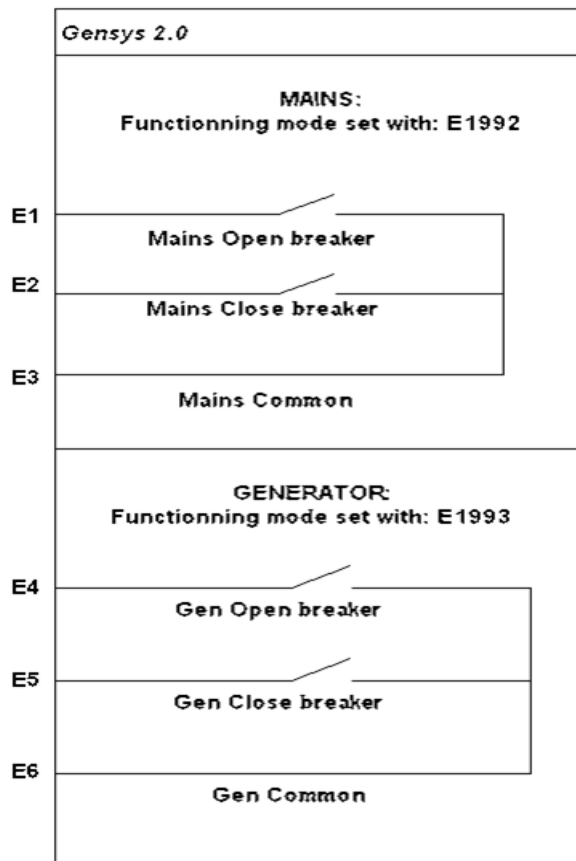 Gensys 2.0
MAINS:
Functionning mode set with: E1992
E1
Mains Open breaker
E2
Mains Close breaker
E3
Mains Common
GENERATOR:
Functionning mode set with: E1993
E4
Gen Open breaker
E5
Gen Close breaker
E6
Gen Common